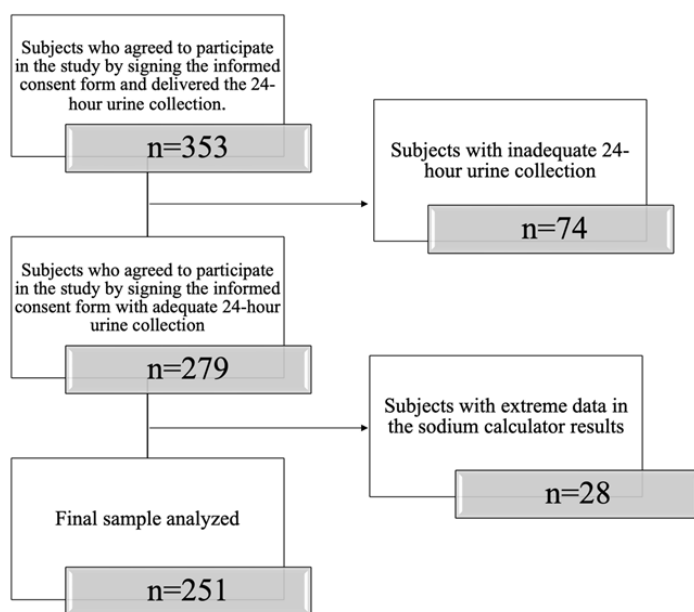 Subjects who agreed to participate
in the study by signing the informed
consent form and delivered the 24-
hour urine collection.
n=353
Subjects with inadequate 24-
hour urine collection
n=74
Subjects who agreed to participate
in the study by signing the informed
consent form with adequate 24-hour
urine collection
n=279
Subjects with extreme data in
the sodium calculator results
n=28
Final sample analyzed
n=251